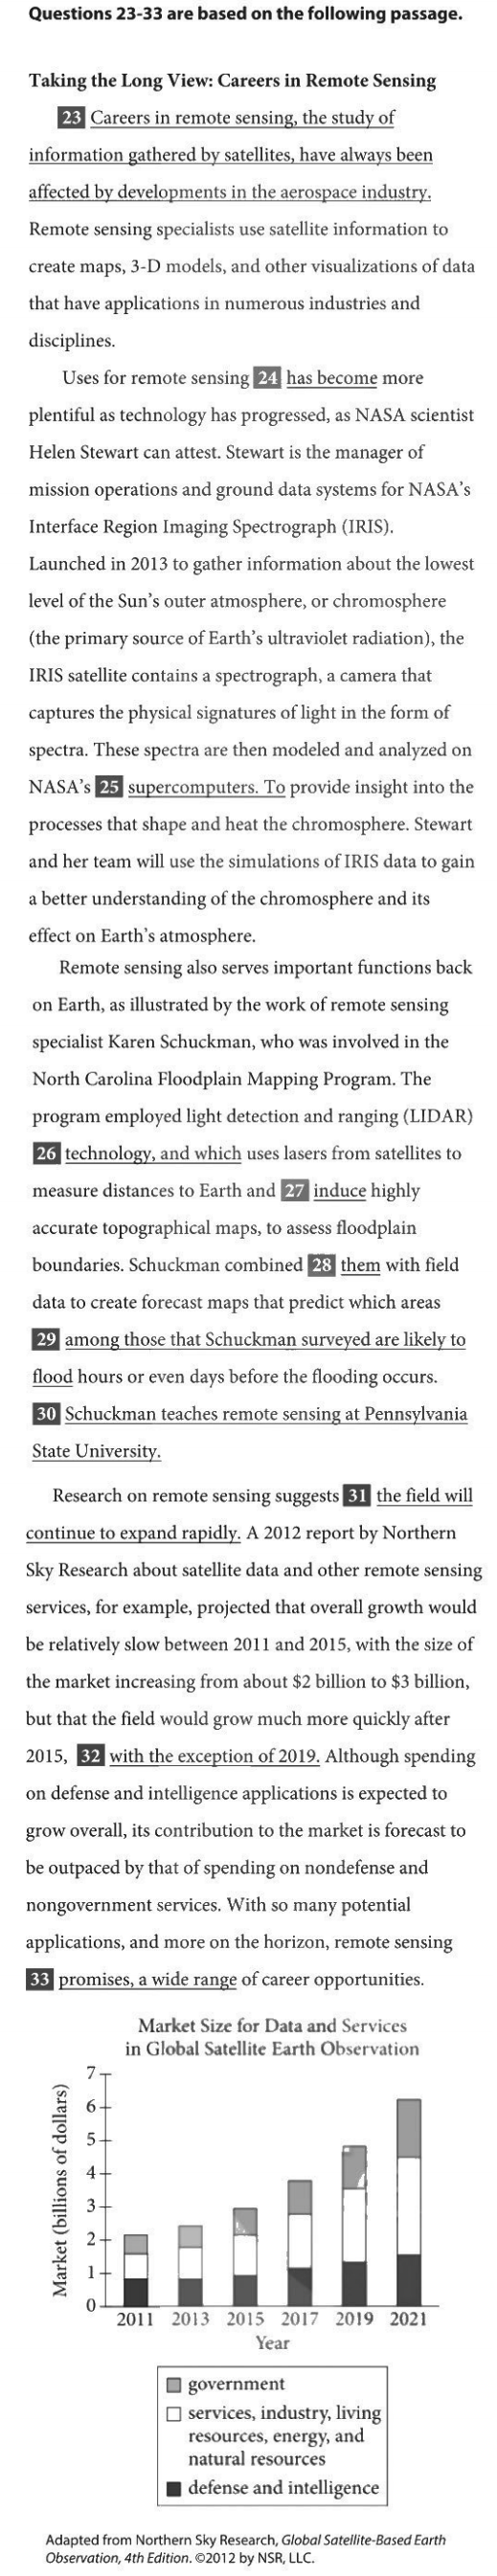 Questions 23-33 are based on the following passage.
Taking the Long View: Careers in Remote Sensing
23 Careers in remote sensing, the study of
information gathered by satellites, have always been
affected by developments in the aerospace industry.
Remote sensing specialists use satellite information to
create maps, 3-D models, and other visualizations of data
that have applications in numerous industries and
disciplines.
Uses for remote sensing 24 has become more
plentiful as technology has progressed, as NASA scientist
Helen Stewart can attest. Stewart is the manager of
mission operations and ground data systems for NASA's
Interface Region Imaging Spectrograph (IRIS).
Launched in 2013 to gather information about the lowest
level of the Sun's outer atmosphere, or chromosphere
(the primary source of Earth's ultraviolet radiation), the
IRIS satellite contains a spectrograph, a camera that
captures the physical signatures of light in the form of
spectra. These spectra are then modeled and analyzed on
NASA's 25 supercomputers. To provide insight into the
processes that shape and heat the chromosphere. Stewart
and her team will use the simulations of IRIS data to gain
a better understanding of the chromosphere and its
effect on Earth's atmosphere.
Remote sensing also serves important functions back
on Earth, as illustrated by the work of remote sensing
specialist Karen Schuckman, who was involved in the
North Carolina Floodplain Mapping Program. The
program employed light detection and ranging (LIDAR)
26 technology, and which uses lasers from satellites to
measure distances to Earth and 27 induce highly
accurate topographical maps, to assess floodplain
boundaries. Schuckman combined 28 them with field
data to create forecast maps that predict which areas
29 among those that Schuckman surveyed are likely to
flood hours or even days before the flooding occurs.
30 Schuckman teaches remote sensing at Pennsylvania
State University.
Research on remote sensing suggests 31 the field will
continue to expand rapidly. A 2012 report by Northern
Sky Research about satellite data and other remote sensing
services, for example, projected that overall growth would
be relatively slow between 2011 and 2015, with the size of
the market increasing from about $2 billion to $3 billion,
but that the field would grow much more quickly after
2015, 32 with the exception of 2019. Although spending
on defense and intelligence applications is expected to
grow overall, its contribution to the market is forecast to
be outpaced by that of spending on nondefense and
nongovernment services. With so many potential
applications, and more on the horizon, remote sensing
33 promises, a wide range of career opportunities.
Market Size for Data and Services
in Global Satellite Earth Observation
Market (billions of dollars)
7
6
5
4
3
2
1
0
2011 2013 2015 2017 2019 2021
Year
government
services, industry, living
resources, energy, and
natural resources
defense and intelligence
Adapted from Northern Sky Research, Global Satellite-Based Earth
Observation, 4th Edition. ©2012 by NSR, LLC.